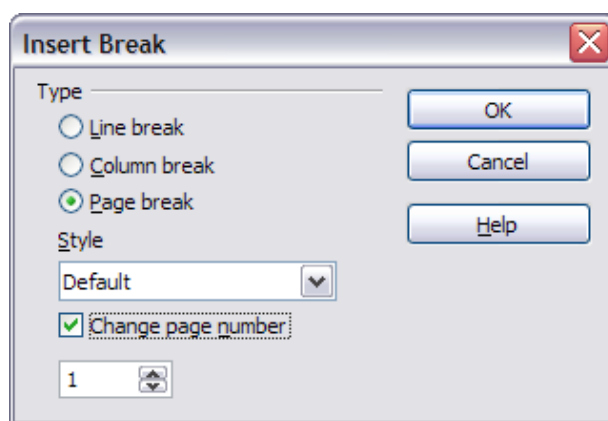 Insert Break
Type
Line break
Column break
Page break
Style
Default
Change page number
1
OK
Cancel
Help